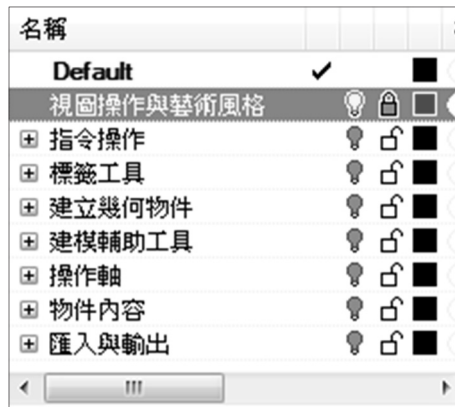 名稱
Default
視圖操作與藝術風格
指令操作
標籤工具
建立幾何物件
建模輔助工具
操作軸
物件內容
匯入與輸出